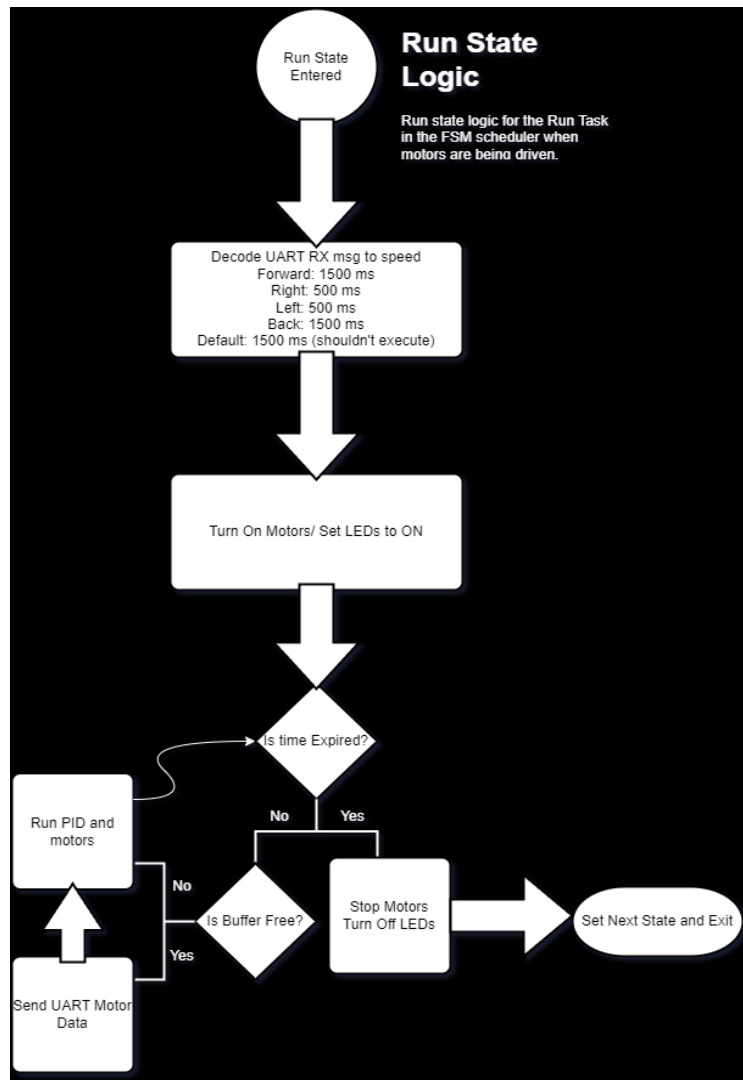 Run State
Entered
Run State
Logic
Run state logic for the Run Task
in the FSM scheduler when
motors are being driven.
Decode UART RX msg to speed
Forward: 1500 ms
Right: 500 ms
Left: 500 ms
Back: 1500 ms
Default: 1500 ms (shouldn't execute)
Turn On Motors/ Set LEDs to ON
Is time Expired?
No
Yes
Run PID and
motors
No
Is Buffer Free?
Yes
Stop Motors
Turn Off LEDs
Set Next State and Exit
Send UART Motor
Data